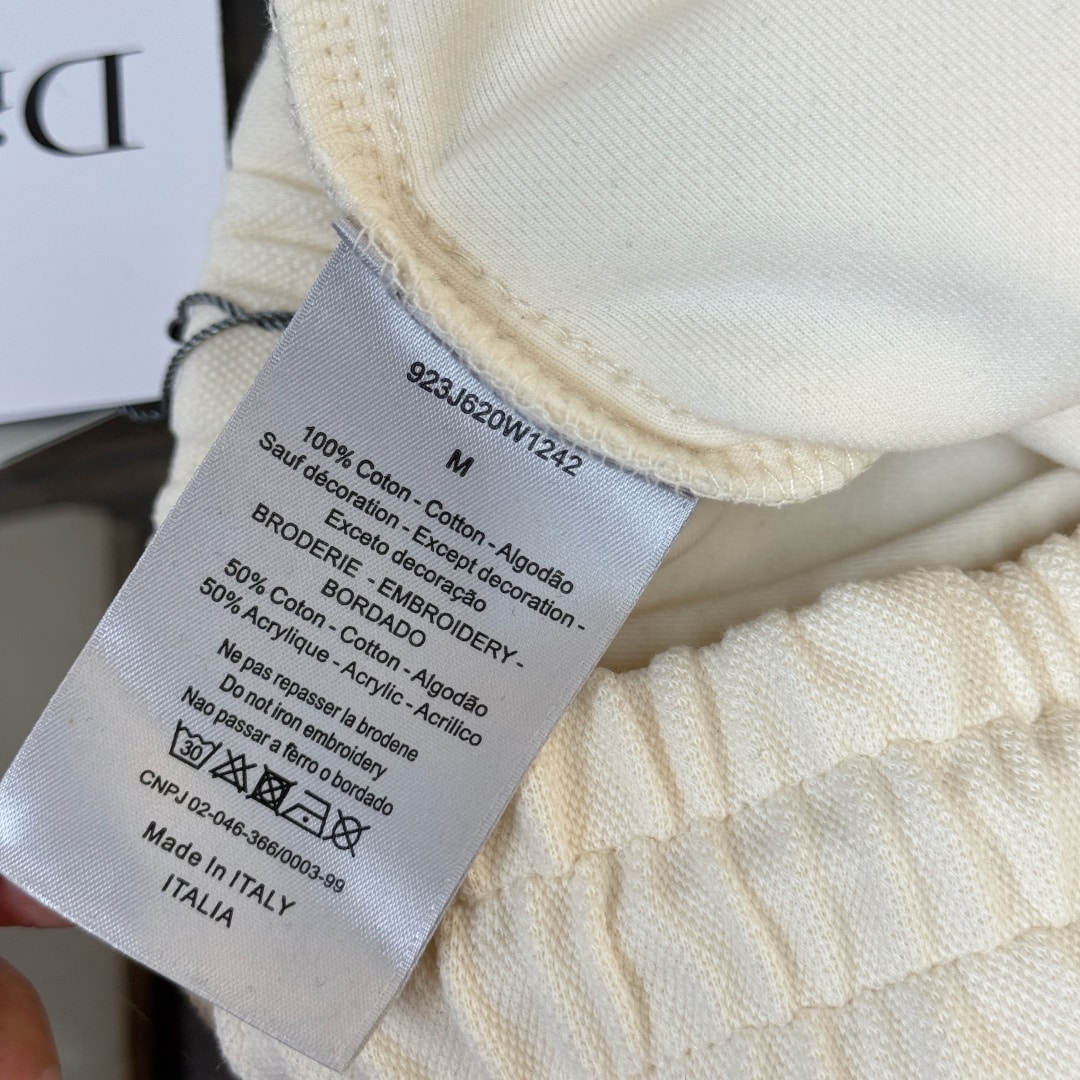 Di
923J620W1242
M
100% Coton - Cotton - Algodão
Sauf décoration - Except decoration -
Exceto decoração
BRODERIE - EMBROIDERY -
BORDADO
50% Coton - Cotton - Algodão
50% Acrylique - Acrylic - Acrilico
Ne pas repasser la brodene
Do not iron embroidery
Nao passar a ferro o bordado
30
CNPJ 02-046-366/0003-99
Made In ITALY
ITALIA